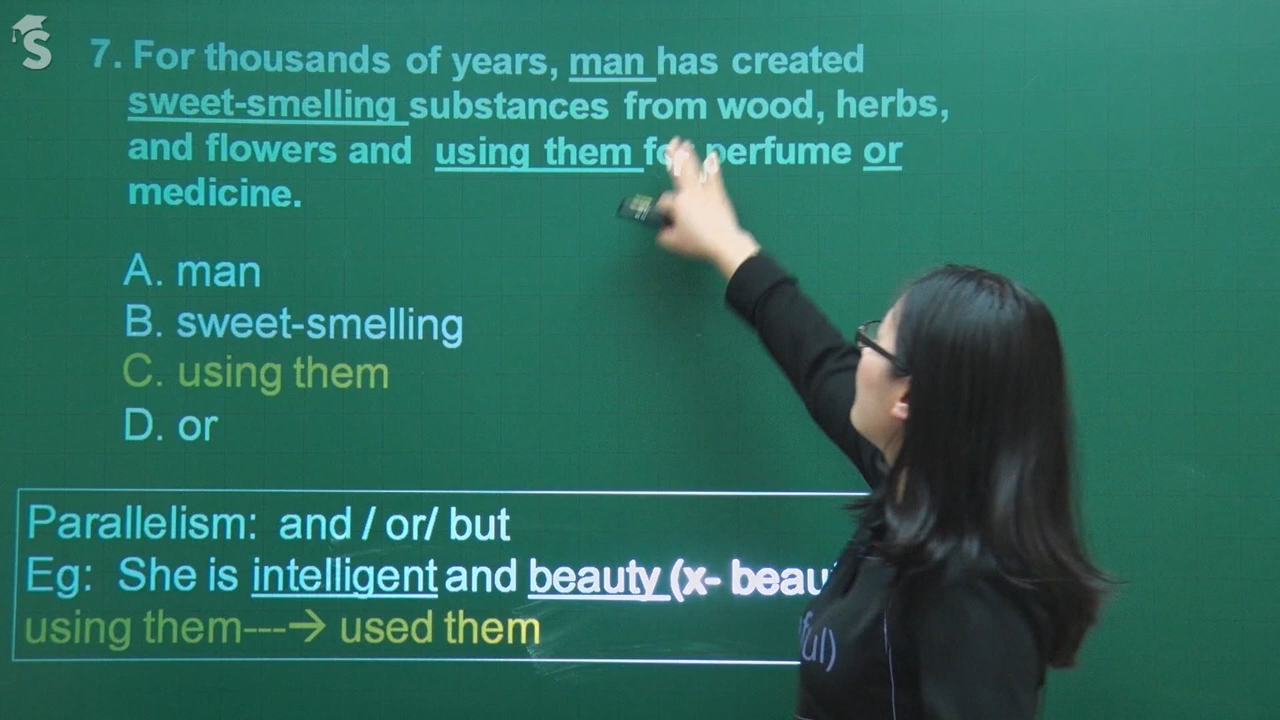 S
7. For thousands of years, man has created
sweet-smelling substances from wood, herbs,
and flowers and using them for perfume or
medicine.
A. man
B. sweet-smelling
C. using them
D. or
Parallelism: and / or/ but
Eg: She is intelligent and beauty (x- beautiful)
using them---→ used them